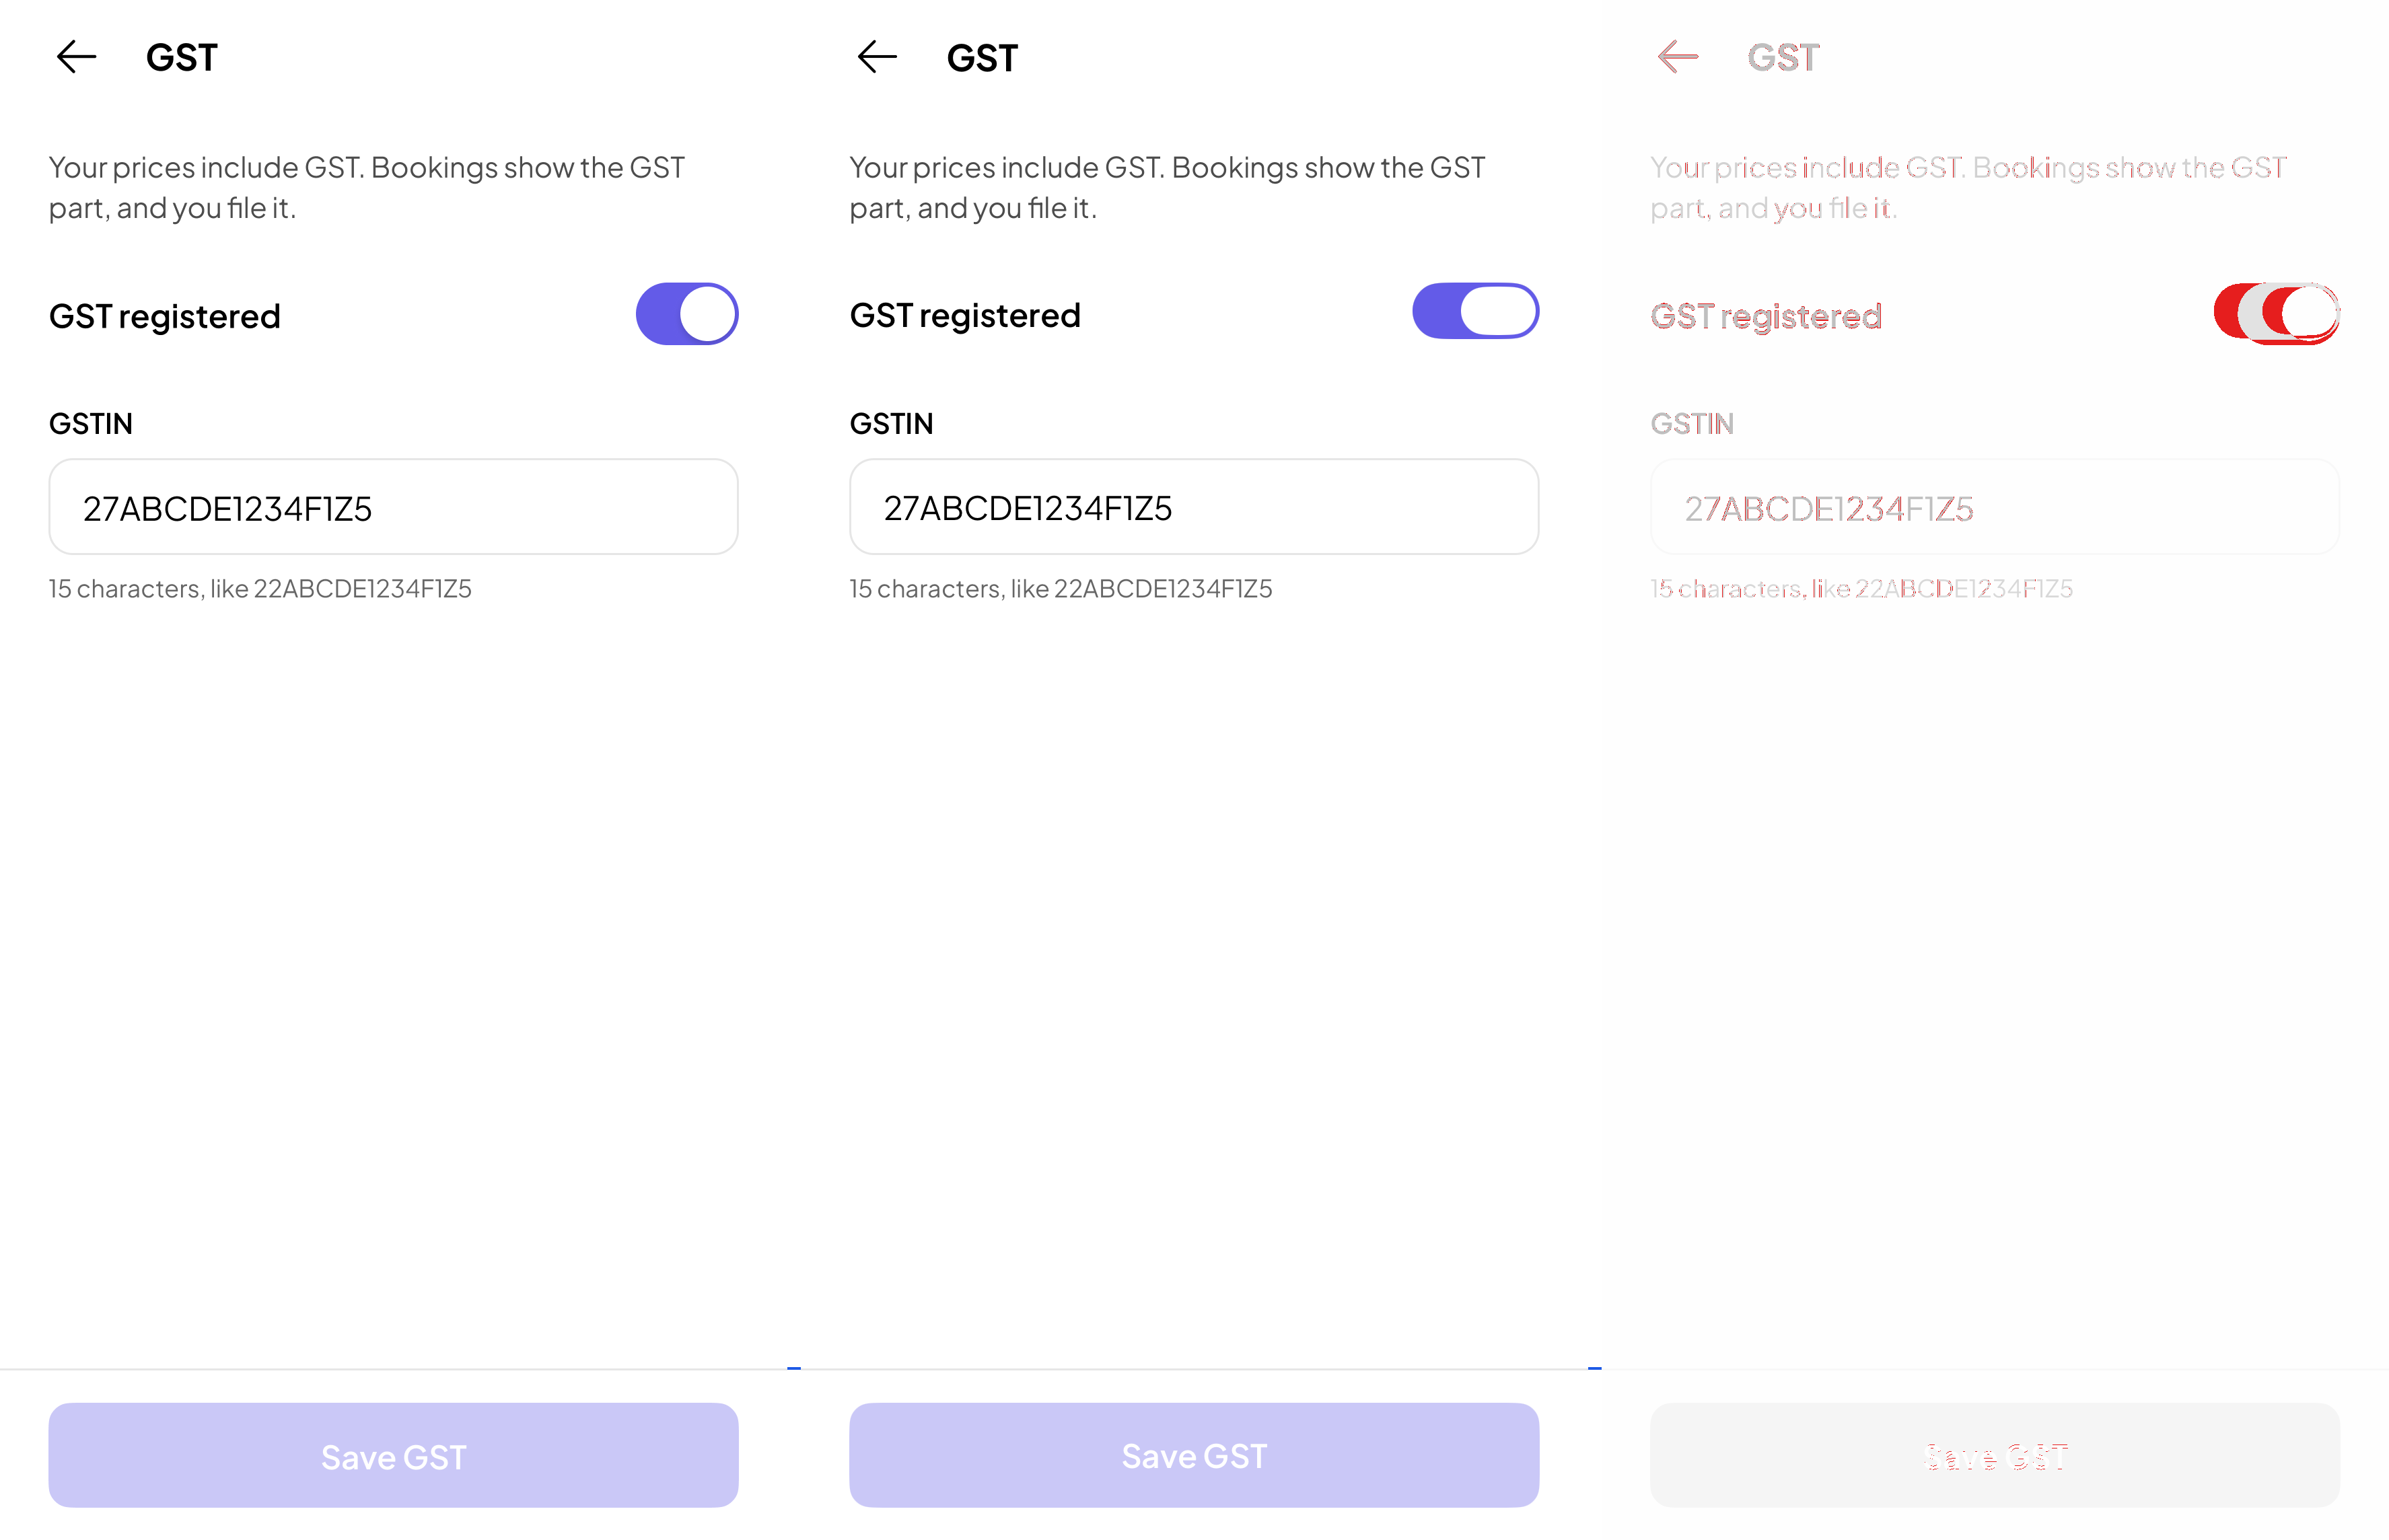 GST
Your prices include GST. Bookings show the GST
part, and you file it.
GST registered
GSTIN
27ABCDE1234F1Z5
15 characters, like 22ABCDE1234F1Z5
Save GST
GST
Your prices include GST. Bookings show the GST
part, and you file it.
GST registered
GSTIN
27ABCDE1234F1Z5
15 characters, like 22ABCDE1234F1Z5
Save GST
GST
Your prices include GST. Bookings show the GST
part, and you file it.
GST registered
GSTIN
27ABCDE1234F1Z5
15 characters, like 22ABCDE1234F1Z5
Save GST